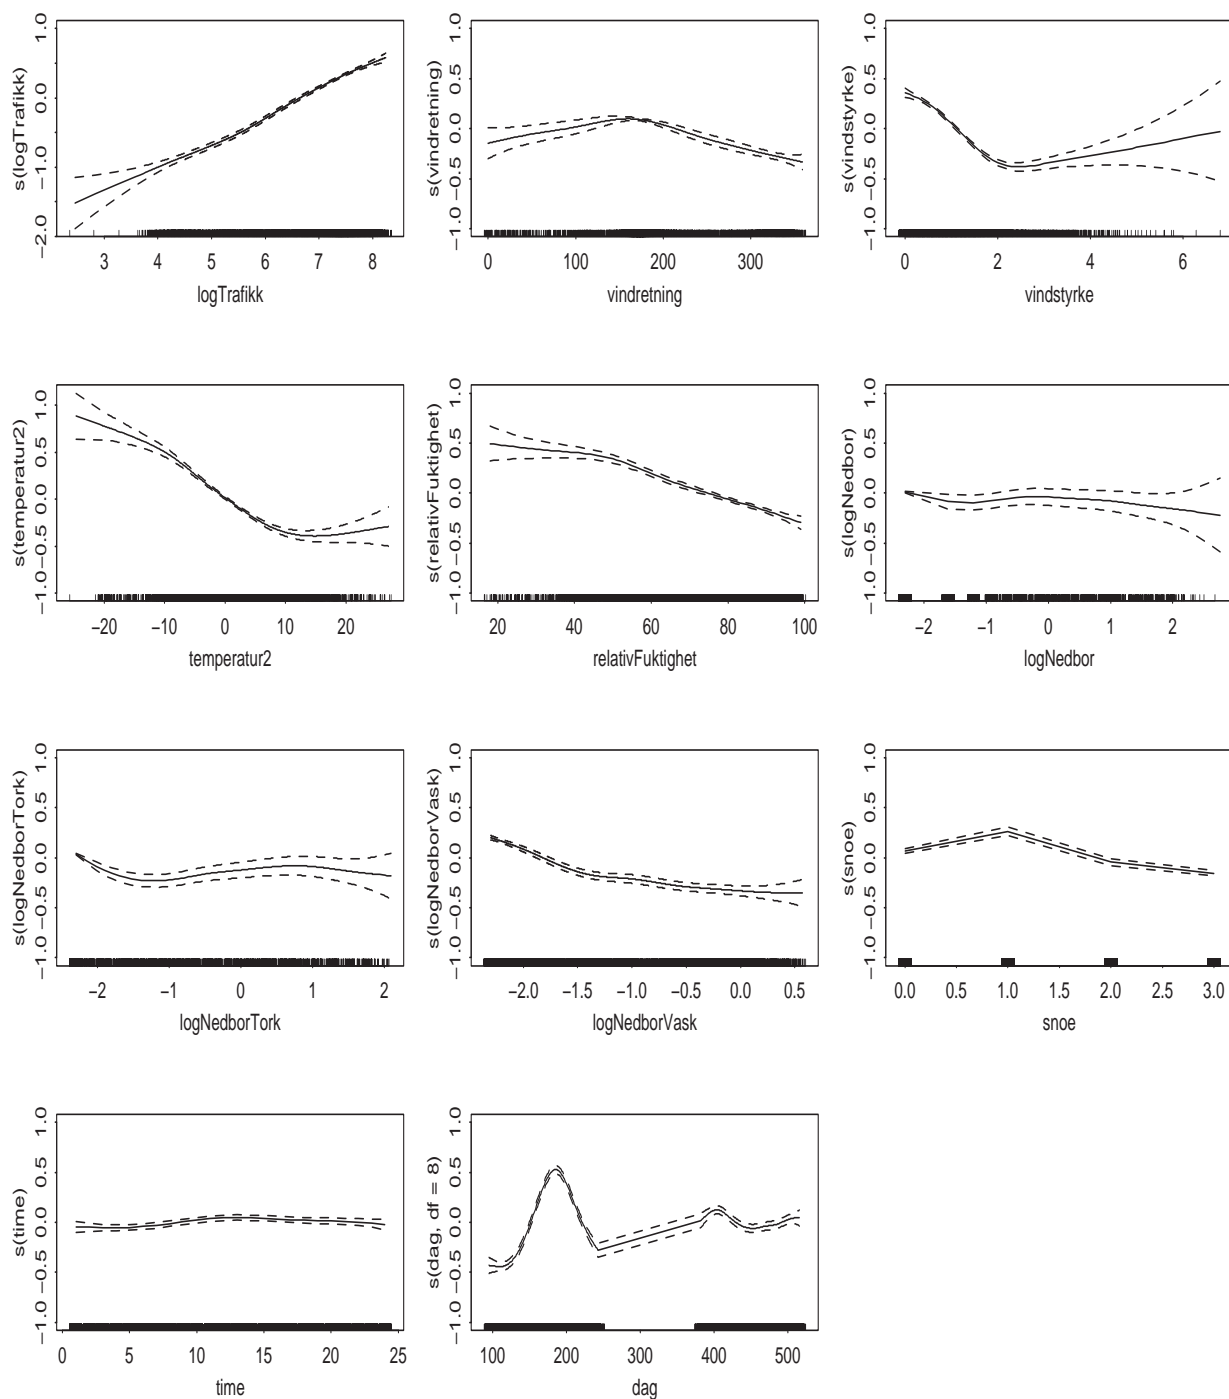 s(logTrafikk)
1.0
0.0
−1.0
−2.0
3 4 5 6 7 8
logTrafikk
s(vindretning)
1.0
0.5
0.0
−0.5
−1.0
0 100 200 300
vindretning
s(vindstyrke)
1.0
0.5
0.0
−0.5
−1.0
0 2 4 6
vindstyrke
s(temperatur2)
1.0
0.5
0.0
−0.5
−1.0
−20 −10 0 10 20
temperatur2
s(relativFuktighet)
1.0
0.5
0.0
−0.5
−1.0
20 40 60 80 100
relativFuktighet
s(logNedbor)
1.0
0.5
0.0
−0.5
−1.0
−2 −1 0 1 2
logNedbor
s(logNedborTork)
1.0
0.5
0.0
−0.5
−1.0
−2 −1 0 1 2
logNedborTork
s(logNedborVask)
1.0
0.5
0.0
−0.5
−1.0
−2.0 −1.5 −1.0 −0.5 0.0 0.5
logNedborVask
s(snoe)
1.0
0.5
0.0
−0.5
−1.0
0.0 0.5 1.0 1.5 2.0 2.5 3.0
snoe
s(time)
1.0
0.5
0.0
−0.5
−1.0
0 5 10 15 20 25
time
s(dag, df = 8)
1.0
0.5
0.0
−0.5
−1.0
100 200 300 400 500
dag